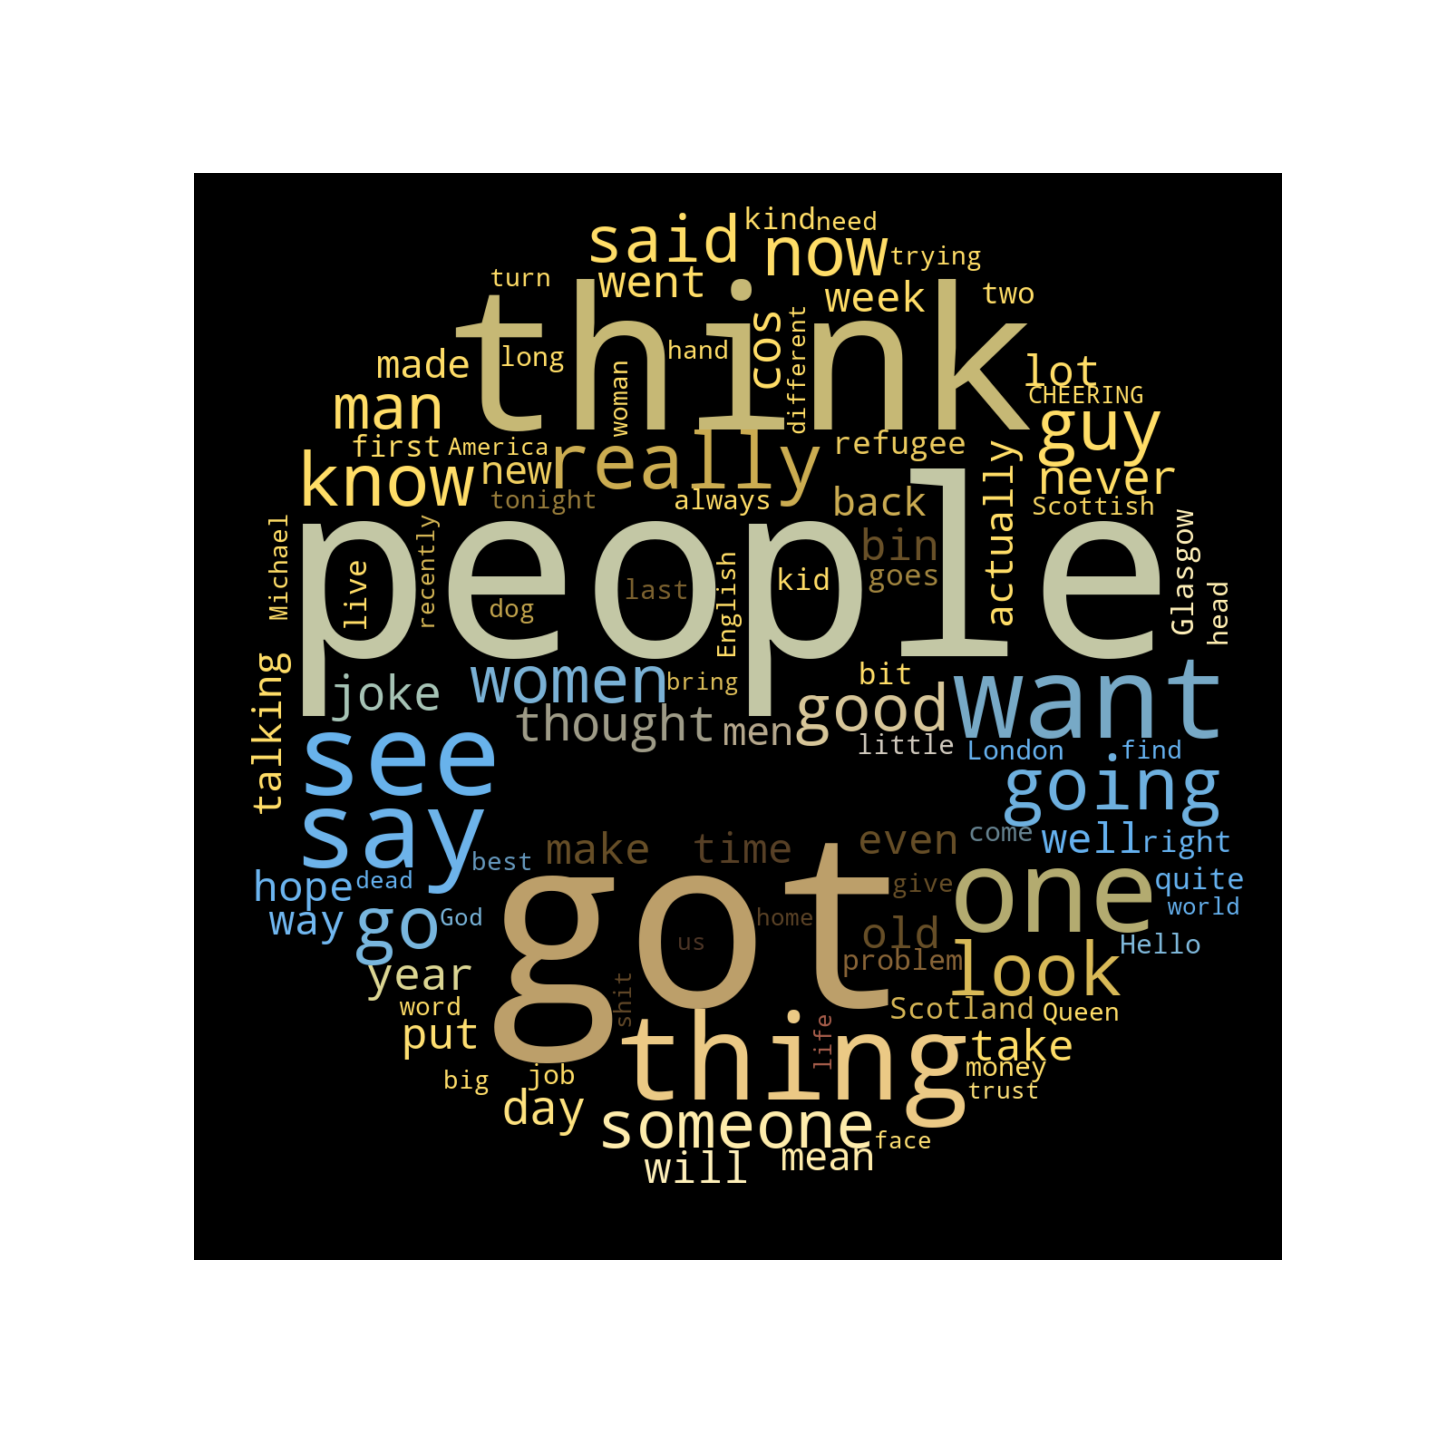 kind need
said now
trying
went
turn
week two
think
cos
different
hand
long
made
woman
lot
CHEERING
man
guy
first America
really
refugee
know
new
never
actually
tonight
always
back
Scottish
people
Michael
recently
live
bin
Glasgow
goes
kid
last
English
dog
head
talking
women
bring
bit
want
joke
good
thought
men
little
London find
see
going
say
make
time
even
come
well right
best
hope dead
give
one
quite
way
go
God
got
home
us
old
world
Hello
problem
look
year
shit
word
Scotland Queen
put
life
thing
take
money
big
job
trust
day
someone
face
will
mean